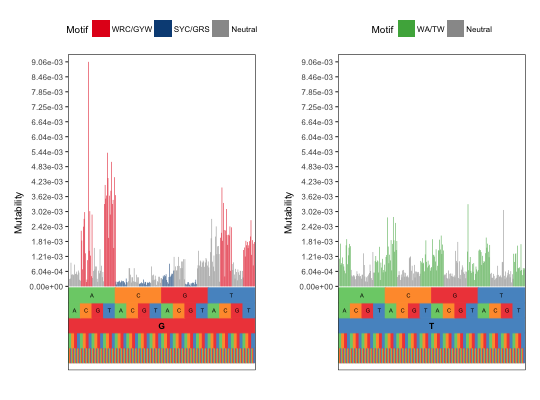 Motif WRC/GYW SYC/GRS Neutral
9.06e-03
8.46e-03
7.85e-03
7.25e-03
6.64e-03
6.04e-03
5.44e-03
4.83e-03
4.23e-03
3.62e-03
3.02e-03
2.42e-03
1.81e-03
1.21e-03
6.04e-04
0.00e+00
Mutability
A C G T
A C G T A C G T A C G T A C G T
G
Motif WA/TW Neutral
9.06e-03
8.46e-03
7.85e-03
7.25e-03
6.64e-03
6.04e-03
5.44e-03
4.83e-03
4.23e-03
3.62e-03
3.02e-03
2.42e-03
1.81e-03
1.21e-03
6.04e-04
0.00e+00
Mutability
A C G T
A C G T A C G T A C G T A C G T
T